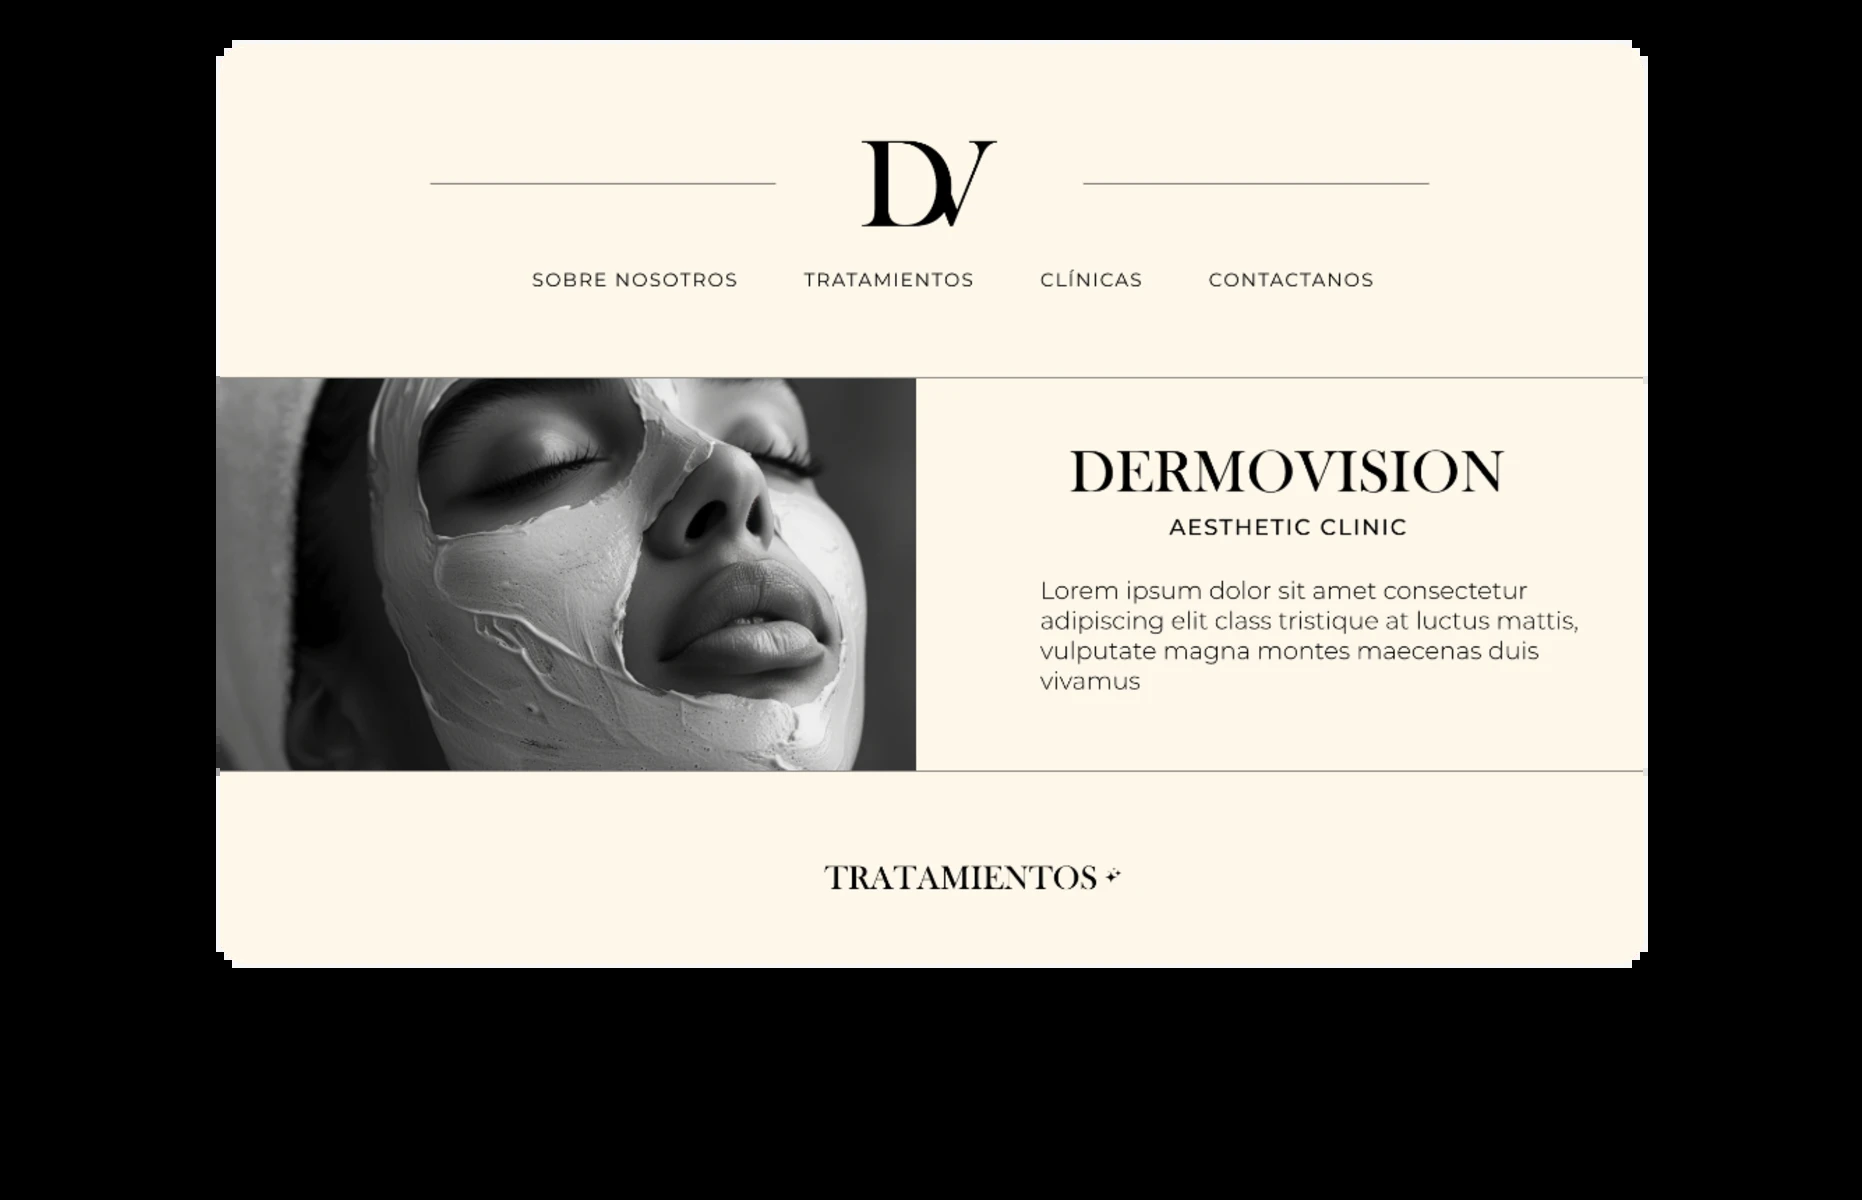 DV
SOBRE NOSOTROS TRATAMIENTOS CLÍNICAS CONTACTANOS
DERMOVISION
AESTHETIC CLINIC
Lorem ipsum dolor sit amet consectetur
adipiscing elit class tristique at luctus mattis,
vulputate magna montes maecenas duis
vivamus
TRATAMIENTOS